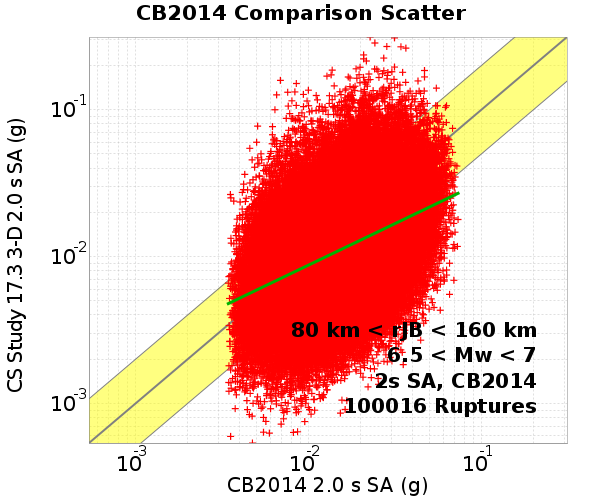 CB2014 Comparison Scatter
CS Study 17.3 3-D 2.0 s SA (g)
10-1
10-2
10-3
80 km < rJB < 160 km
6.5 < Mw < 7
2s SA, CB2014
100016 Ruptures
10-3 10-2 10-1
CB2014 2.0 s SA (g)